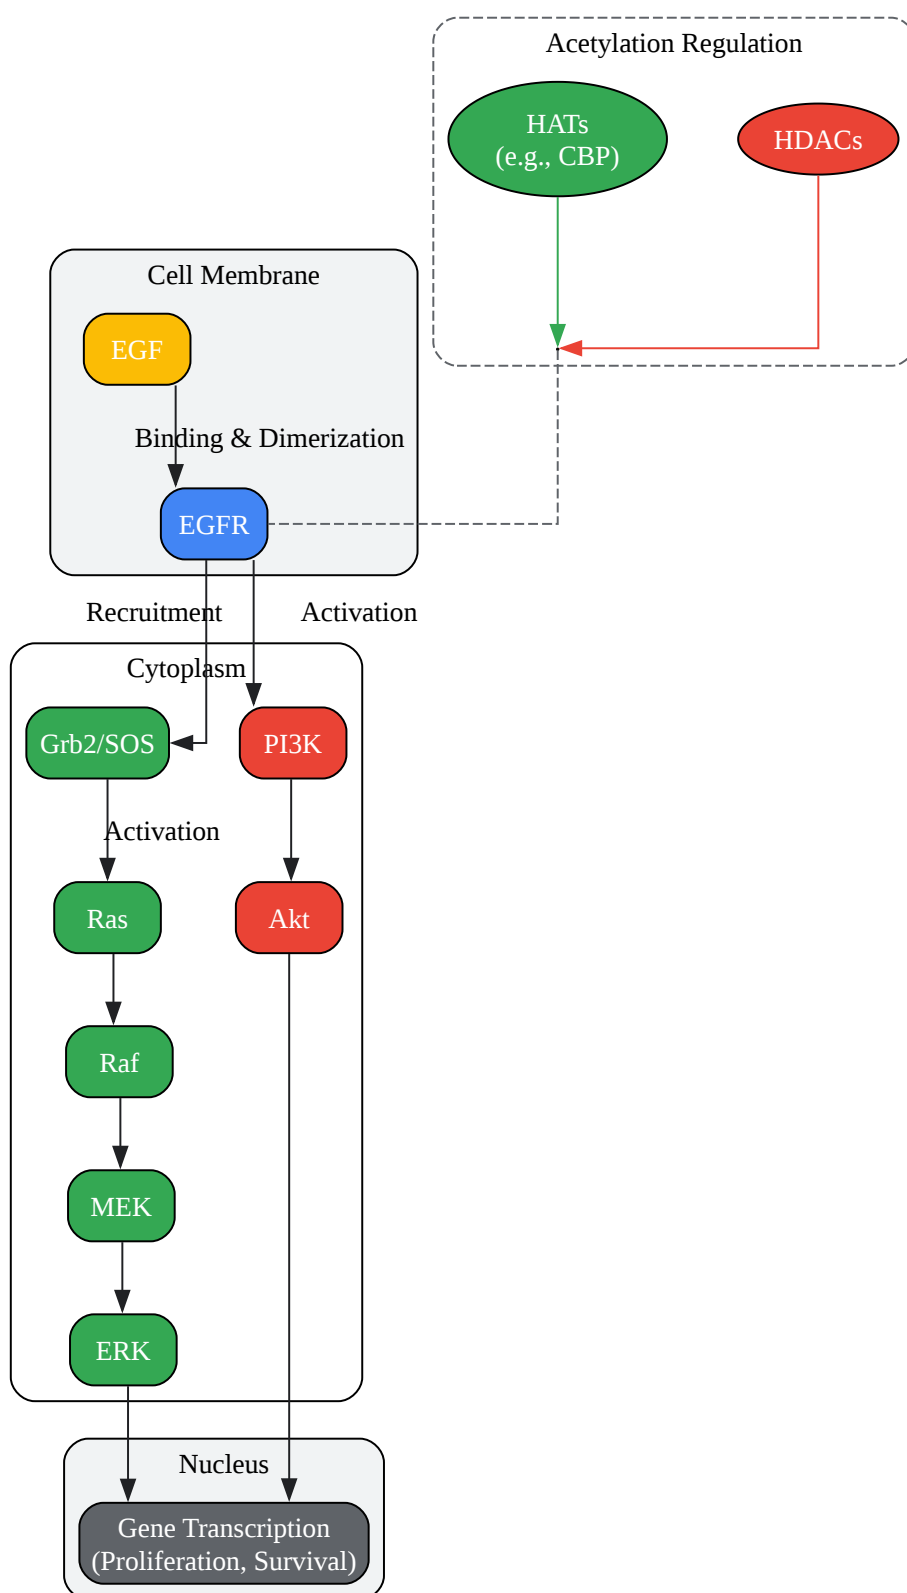 Acetylation Regulation
HATs
(e.g., CBP)
HDACs
Cell Membrane
EGF
Binding & Dimerization
EGFR
Recruitment
Activation
Cytoplasm
Grb2/SOS
PI3K
Activation
Ras
Akt
Raf
MEK
ERK
Nucleus
Gene Transcription
(Proliferation, Survival)